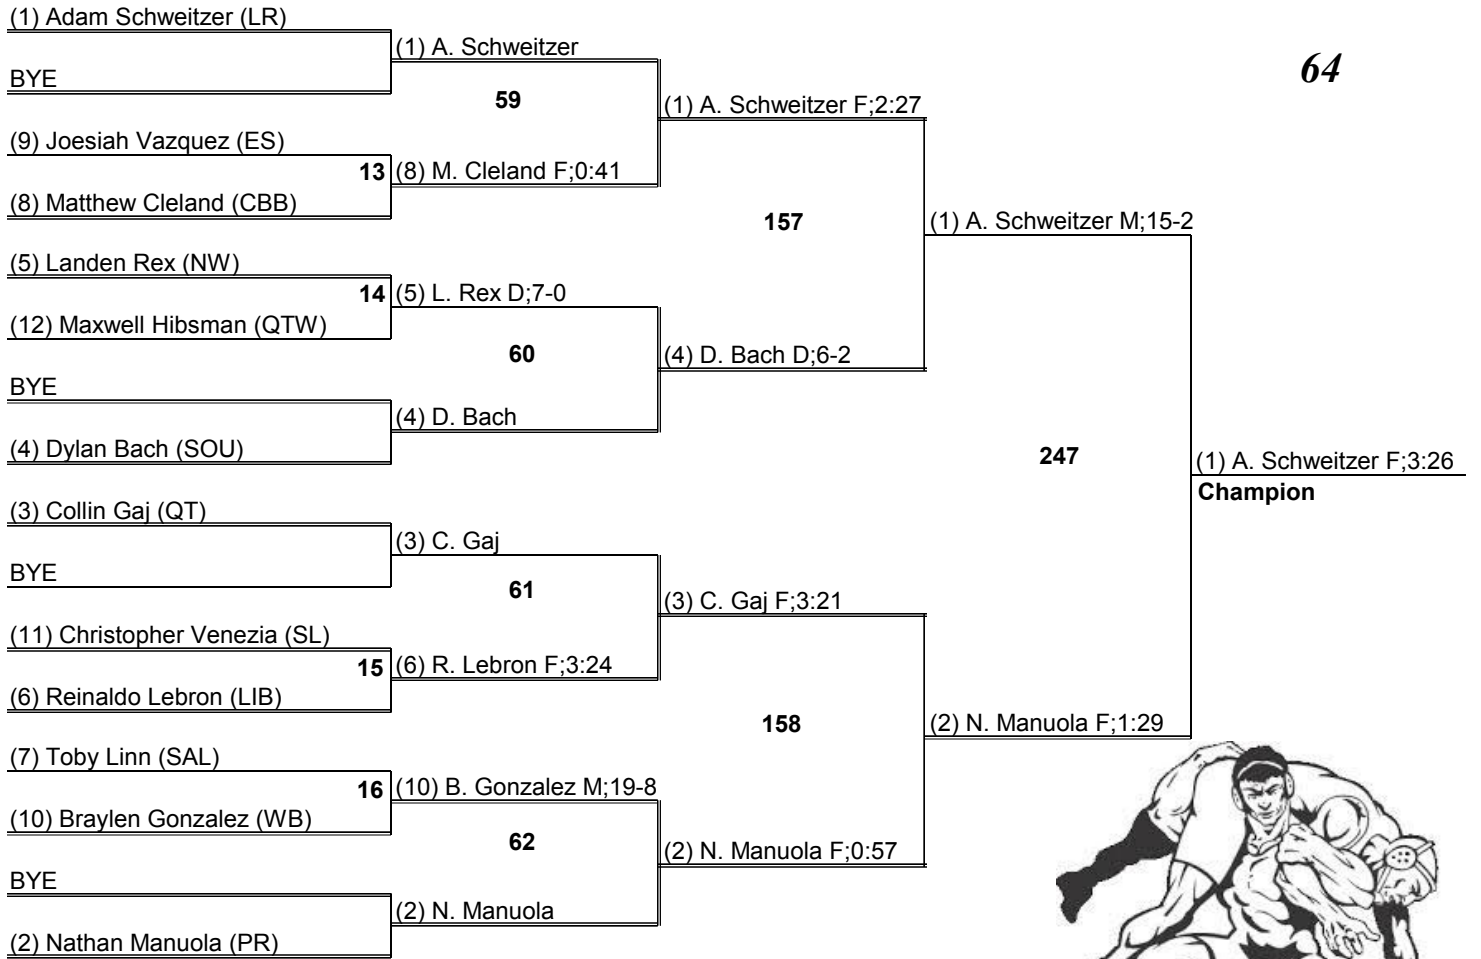 (1) Adam Schweitzer (LR)
(1) A. Schweitzer
64
BYE
59
(1) A. Schweitzer F;2:27
(9) Joesiah Vazquez (ES)
13 (8) M. Cleland F;0:41
(8) Matthew Cleland (CBB)
157
(1) A. Schweitzer M;15-2
(5) Landen Rex (NW)
14 (5) L. Rex D;7-0
(12) Maxwell Hibsman (QTW)
60
(4) D. Bach D;6-2
BYE
(4) D. Bach
(4) Dylan Bach (SOU)
247
(1) A. Schweitzer F;3:26
Champion
(3) Collin Gaj (QT)
(3) C. Gaj
BYE
61
(3) C. Gaj F;3:21
(11) Christopher Venezia (SL)
15 (6) R. Lebron F;3:24
(6) Reinaldo Lebron (LIB)
158
(2) N. Manuola F;1:29
(7) Toby Linn (SAL)
16 (10) B. Gonzalez M;19-8
(10) Braylen Gonzalez (WB)
62
(2) N. Manuola F;0:57
BYE
(2) N. Manuola
(2) Nathan Manuola (PR)